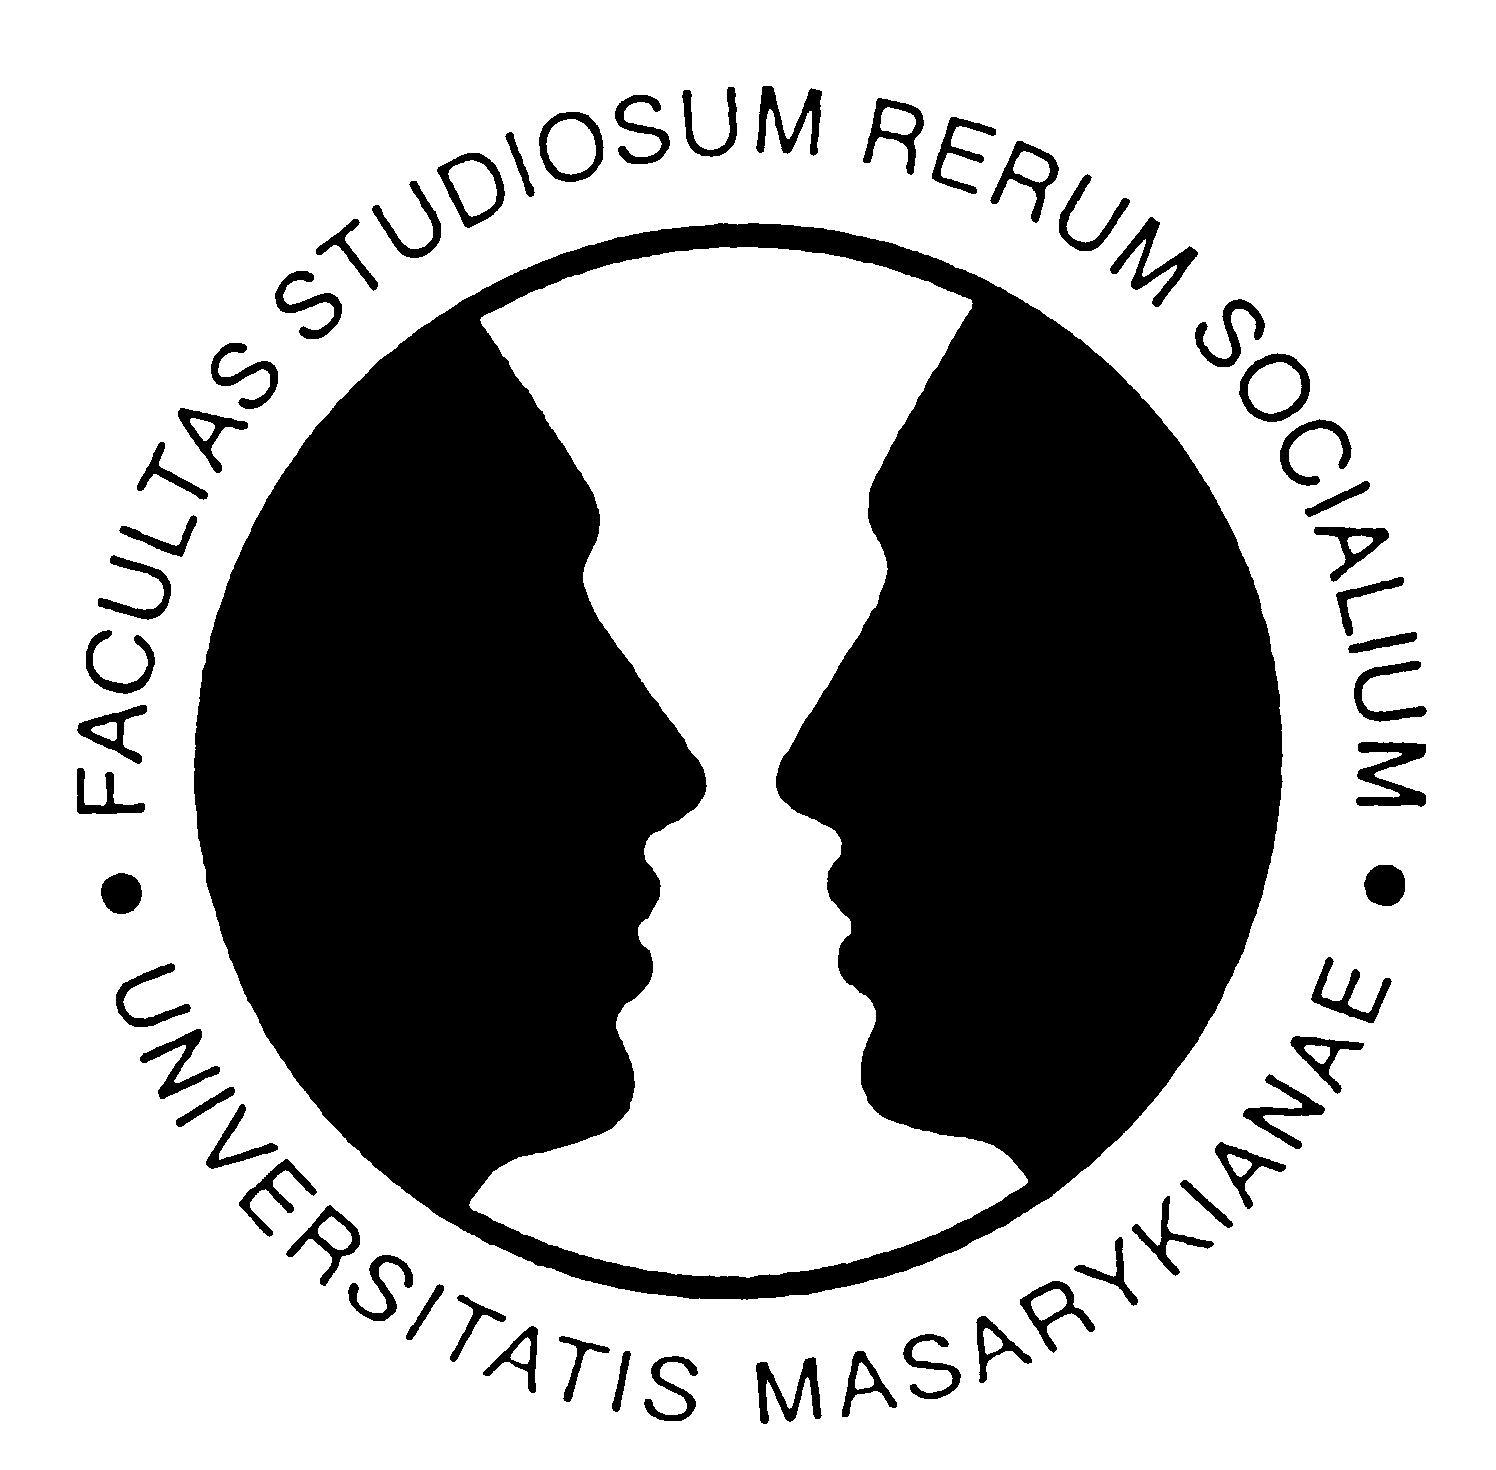 FACULTAS STUDIOSUM RERUM SOCIALIUM
• UNIVERSITATIS MASARYKIANAE •